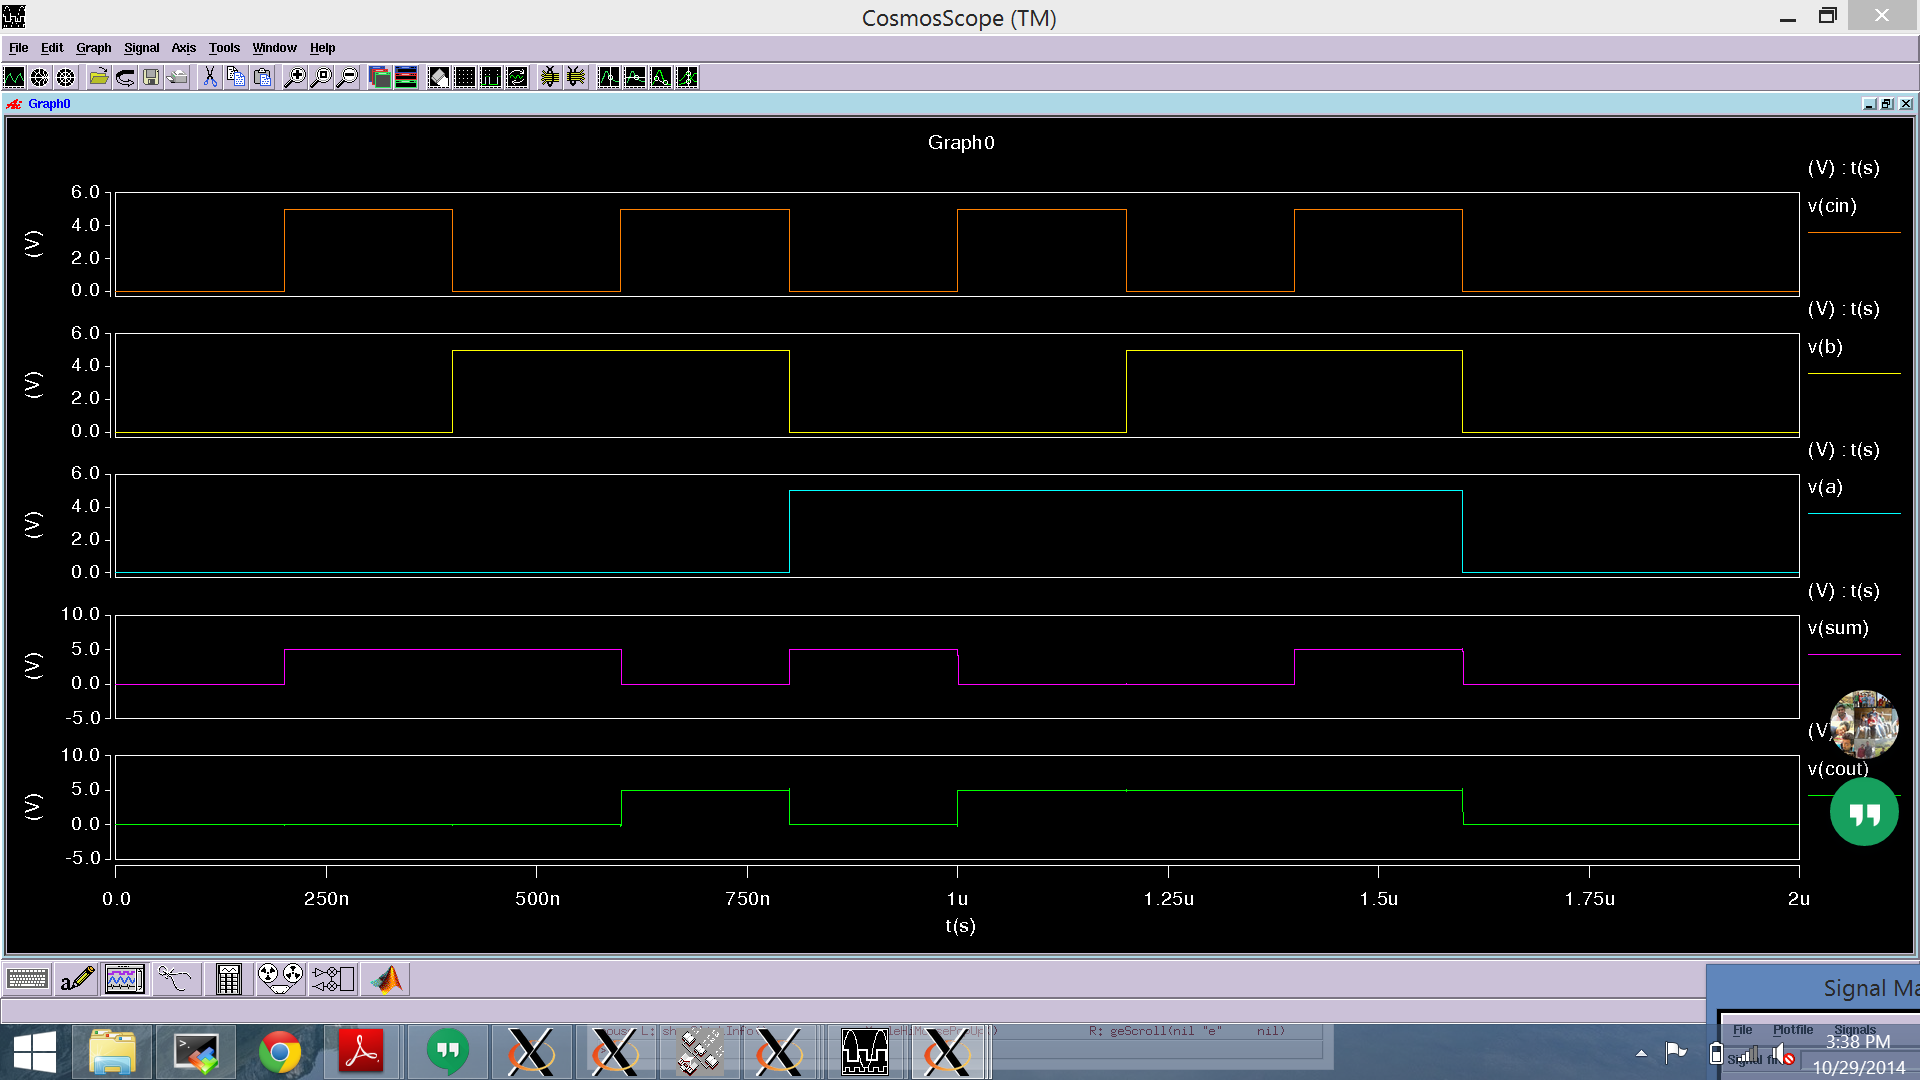 CosmosScope (TM)
File Edit Graph Signal Axis Tools Window Help
Graph0
Graph0
(V) : t(s)
6.0
4.0
2.0
0.0
(V)
v(cin)
(V) : t(s)
6.0
4.0
2.0
0.0
(V)
v(b)
(V) : t(s)
6.0
4.0
2.0
0.0
(V)
v(a)
(V) : t(s)
10.0
5.0
0.0
-5.0
(V)
v(sum)
(V)
10.0
5.0
0.0
-5.0
(V)
v(cout)
0.0 250n 500n 750n 1u 1.25u 1.5u 1.75u 2u
t(s)
Signal Ma
File Plotfile Signals
R: geScroll(nil "e" nil)
3:38 PM
10/29/2014